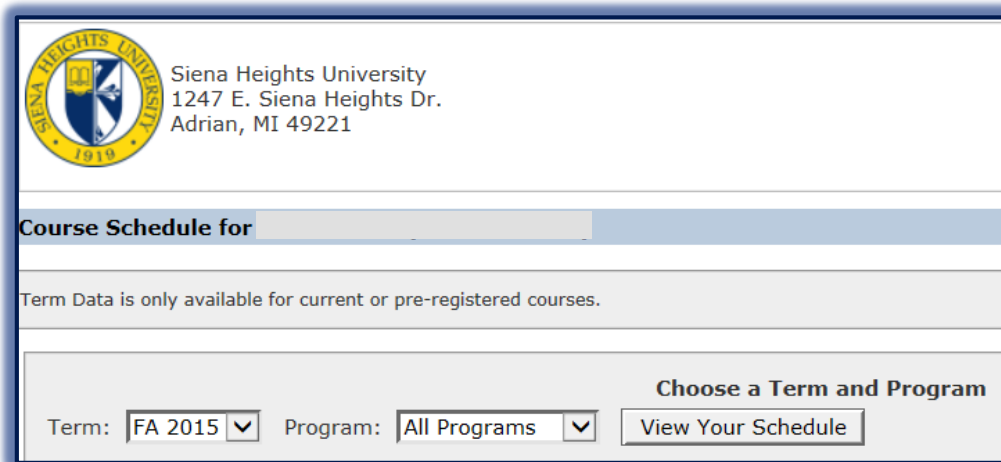 SIENA HEIGHTS UNIVERSITY
1919
Siena Heights University
1247 E. Siena Heights Dr.
Adrian, MI 49221
Course Schedule for
Term Data is only available for current or pre-registered courses.
Choose a Term and Program
Term: FA 2015 Program: All Programs View Your Schedule